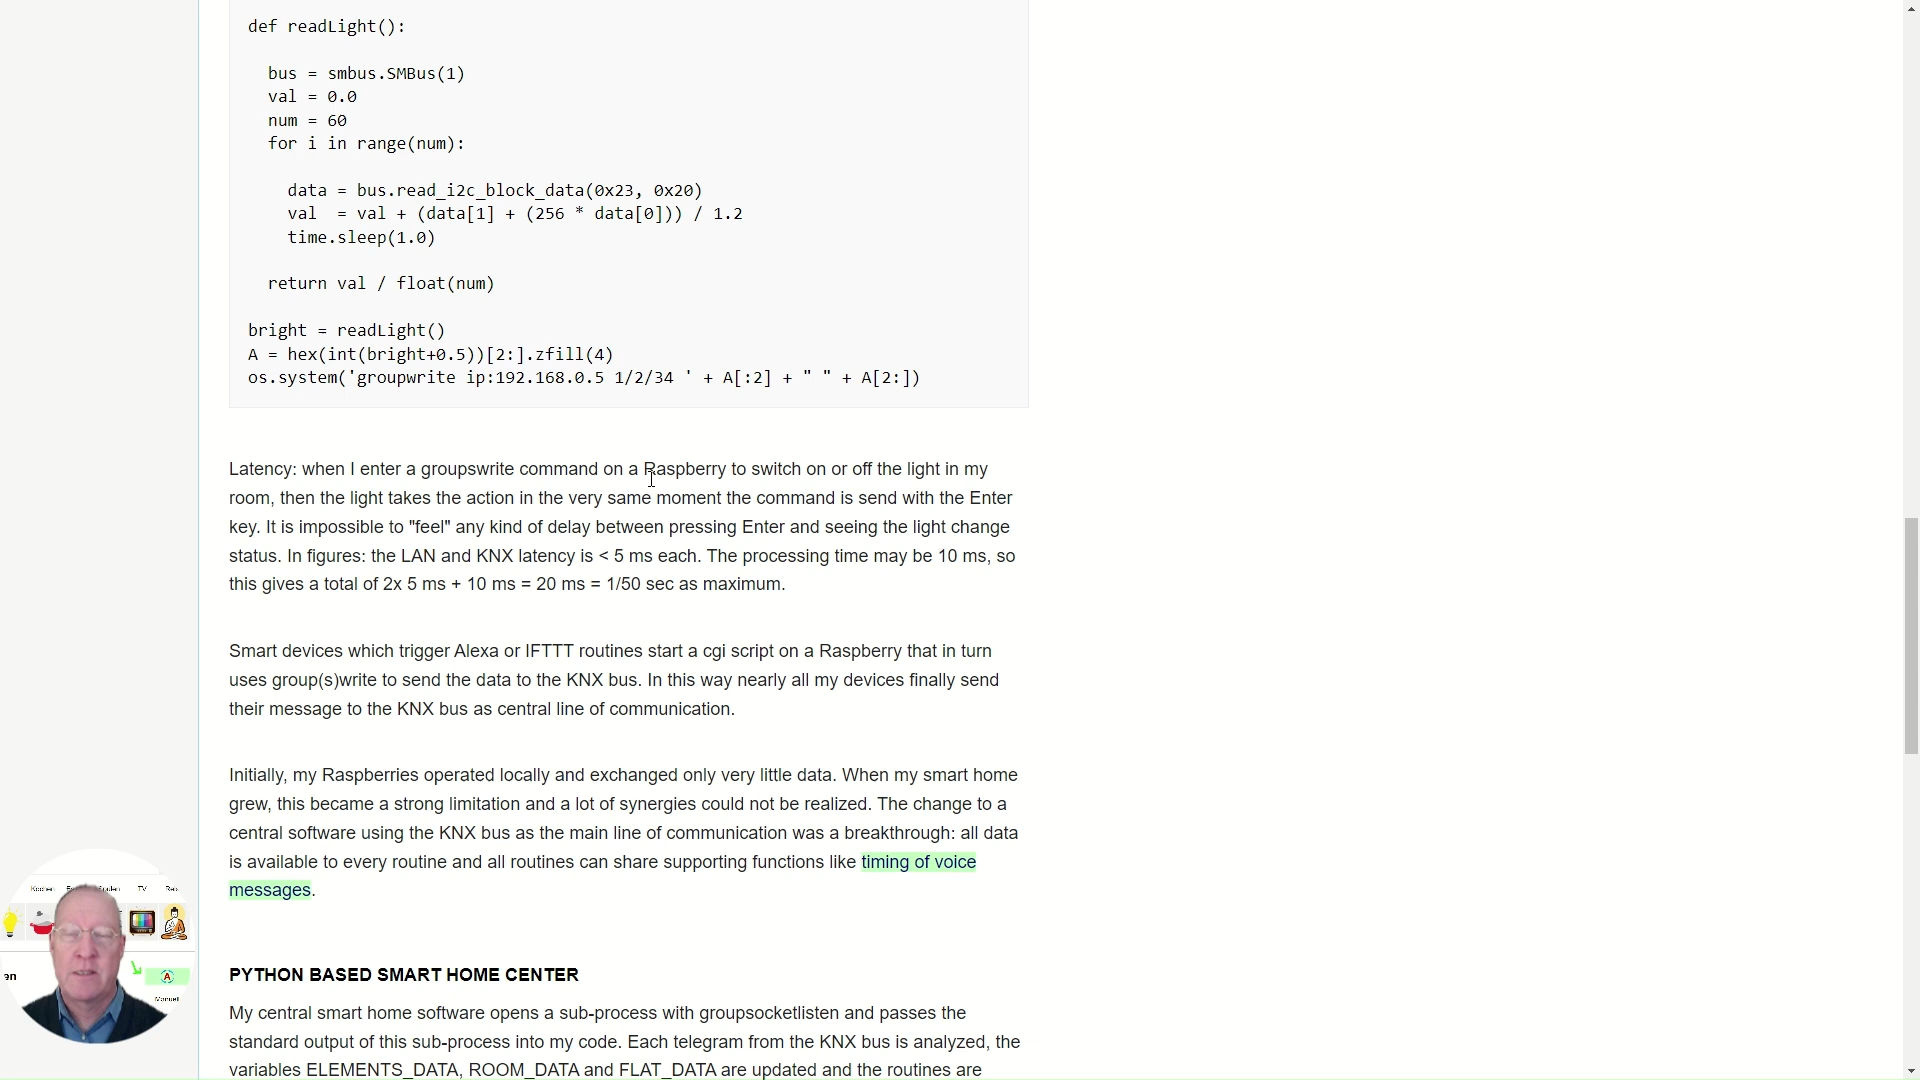 def readLight():
bus = smbus.SMBus(1)
val = 0.0
num = 60
for i in range(num):
data = bus.read_i2c_block_data(0x23, 0x20)
val  = val + (data[1] + (256 * data[0])) / 1.2
time.sleep(1.0)
return val / float(num)
bright = readLight()
A = hex(int(bright+0.5))[2:].zfill(4)
os.system('groupwrite ip:192.168.0.5 1/2/34 ' + A[:2] + " " + A[2:])
Latency: when I enter a groupswrite command on a Raspberry to switch on or off the light in my
room, then the light takes the action in the very same moment the command is send with the Enter
key. It is impossible to "feel" any kind of delay between pressing Enter and seeing the light change
status. In figures: the LAN and KNX latency is < 5 ms each. The processing time may be 10 ms, so
this gives a total of 2x 5 ms + 10 ms = 20 ms = 1/50 sec as maximum.
Smart devices which trigger Alexa or IFTTT routines start a cgi script on a Raspberry that in turn
uses group(s)write to send the data to the KNX bus. In this way nearly all my devices finally send
their message to the KNX bus as central line of communication.
Initially, my Raspberries operated locally and exchanged only very little data. When my smart home
grew, this became a strong limitation and a lot of synergies could not be realized. The change to a
central software using the KNX bus as the main line of communication was a breakthrough: all data
is available to every routine and all routines can share supporting functions like timing of voice
messages.
Kochen TV
en A
Manuell
PYTHON BASED SMART HOME CENTER
My central smart home software opens a sub-process with groupsocketlisten and passes the
standard output of this sub-process into my code. Each telegram from the KNX bus is analyzed, the
variables ELEMENTS_DATA, ROOM_DATA and FLAT_DATA are updated and the routines are